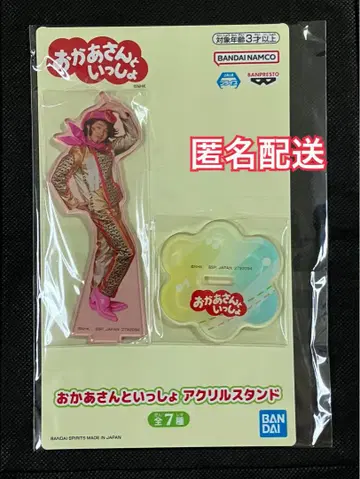 おかあさんといっしょ
対象年齢3才以上
BANDAI NAMCO
BANPRESTO
匿名配送
おかあさんといっしょ
おかあさんといっしょ アクリルスタンド
全7種
BANDAI SPIRITS MADE IN JAPAN
BAN
DAI